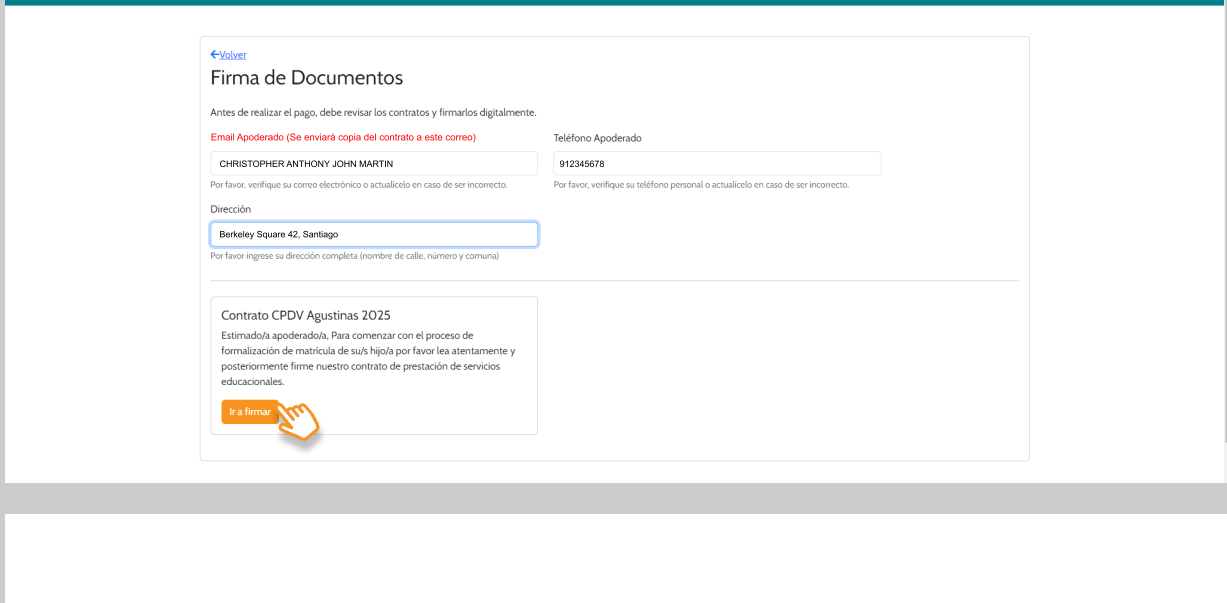 Volver
Firma de Documentos
Antes de realizar el pago, debe revisar los contratos y firmarlos digitalmente.
Email Apoderado (Se enviará copia del contrato a este correo)
Teléfono Apoderado
CHRISTOPHER ANTHONY JOHN MARTIN
912345678
Por favor, verifique su correo electrónico o actualícelo en caso de ser incorrecto.
Por favor, verifique su teléfono personal o actualícelo en caso de ser incorrecto.
Dirección
Berkeley Square 42, Santiago
Por favor ingrese su dirección completa (nombre de calle, número y comuna)
Contrato CPDV Agustinas 2025
Estimado/a apoderado/a, Para comenzar con el proceso de
formalización de matrícula de su/s hijo/a por favor lea atentamente y
posteriormente firme nuestro contrato de prestación de servicios
educacionales.
Ir a firmar